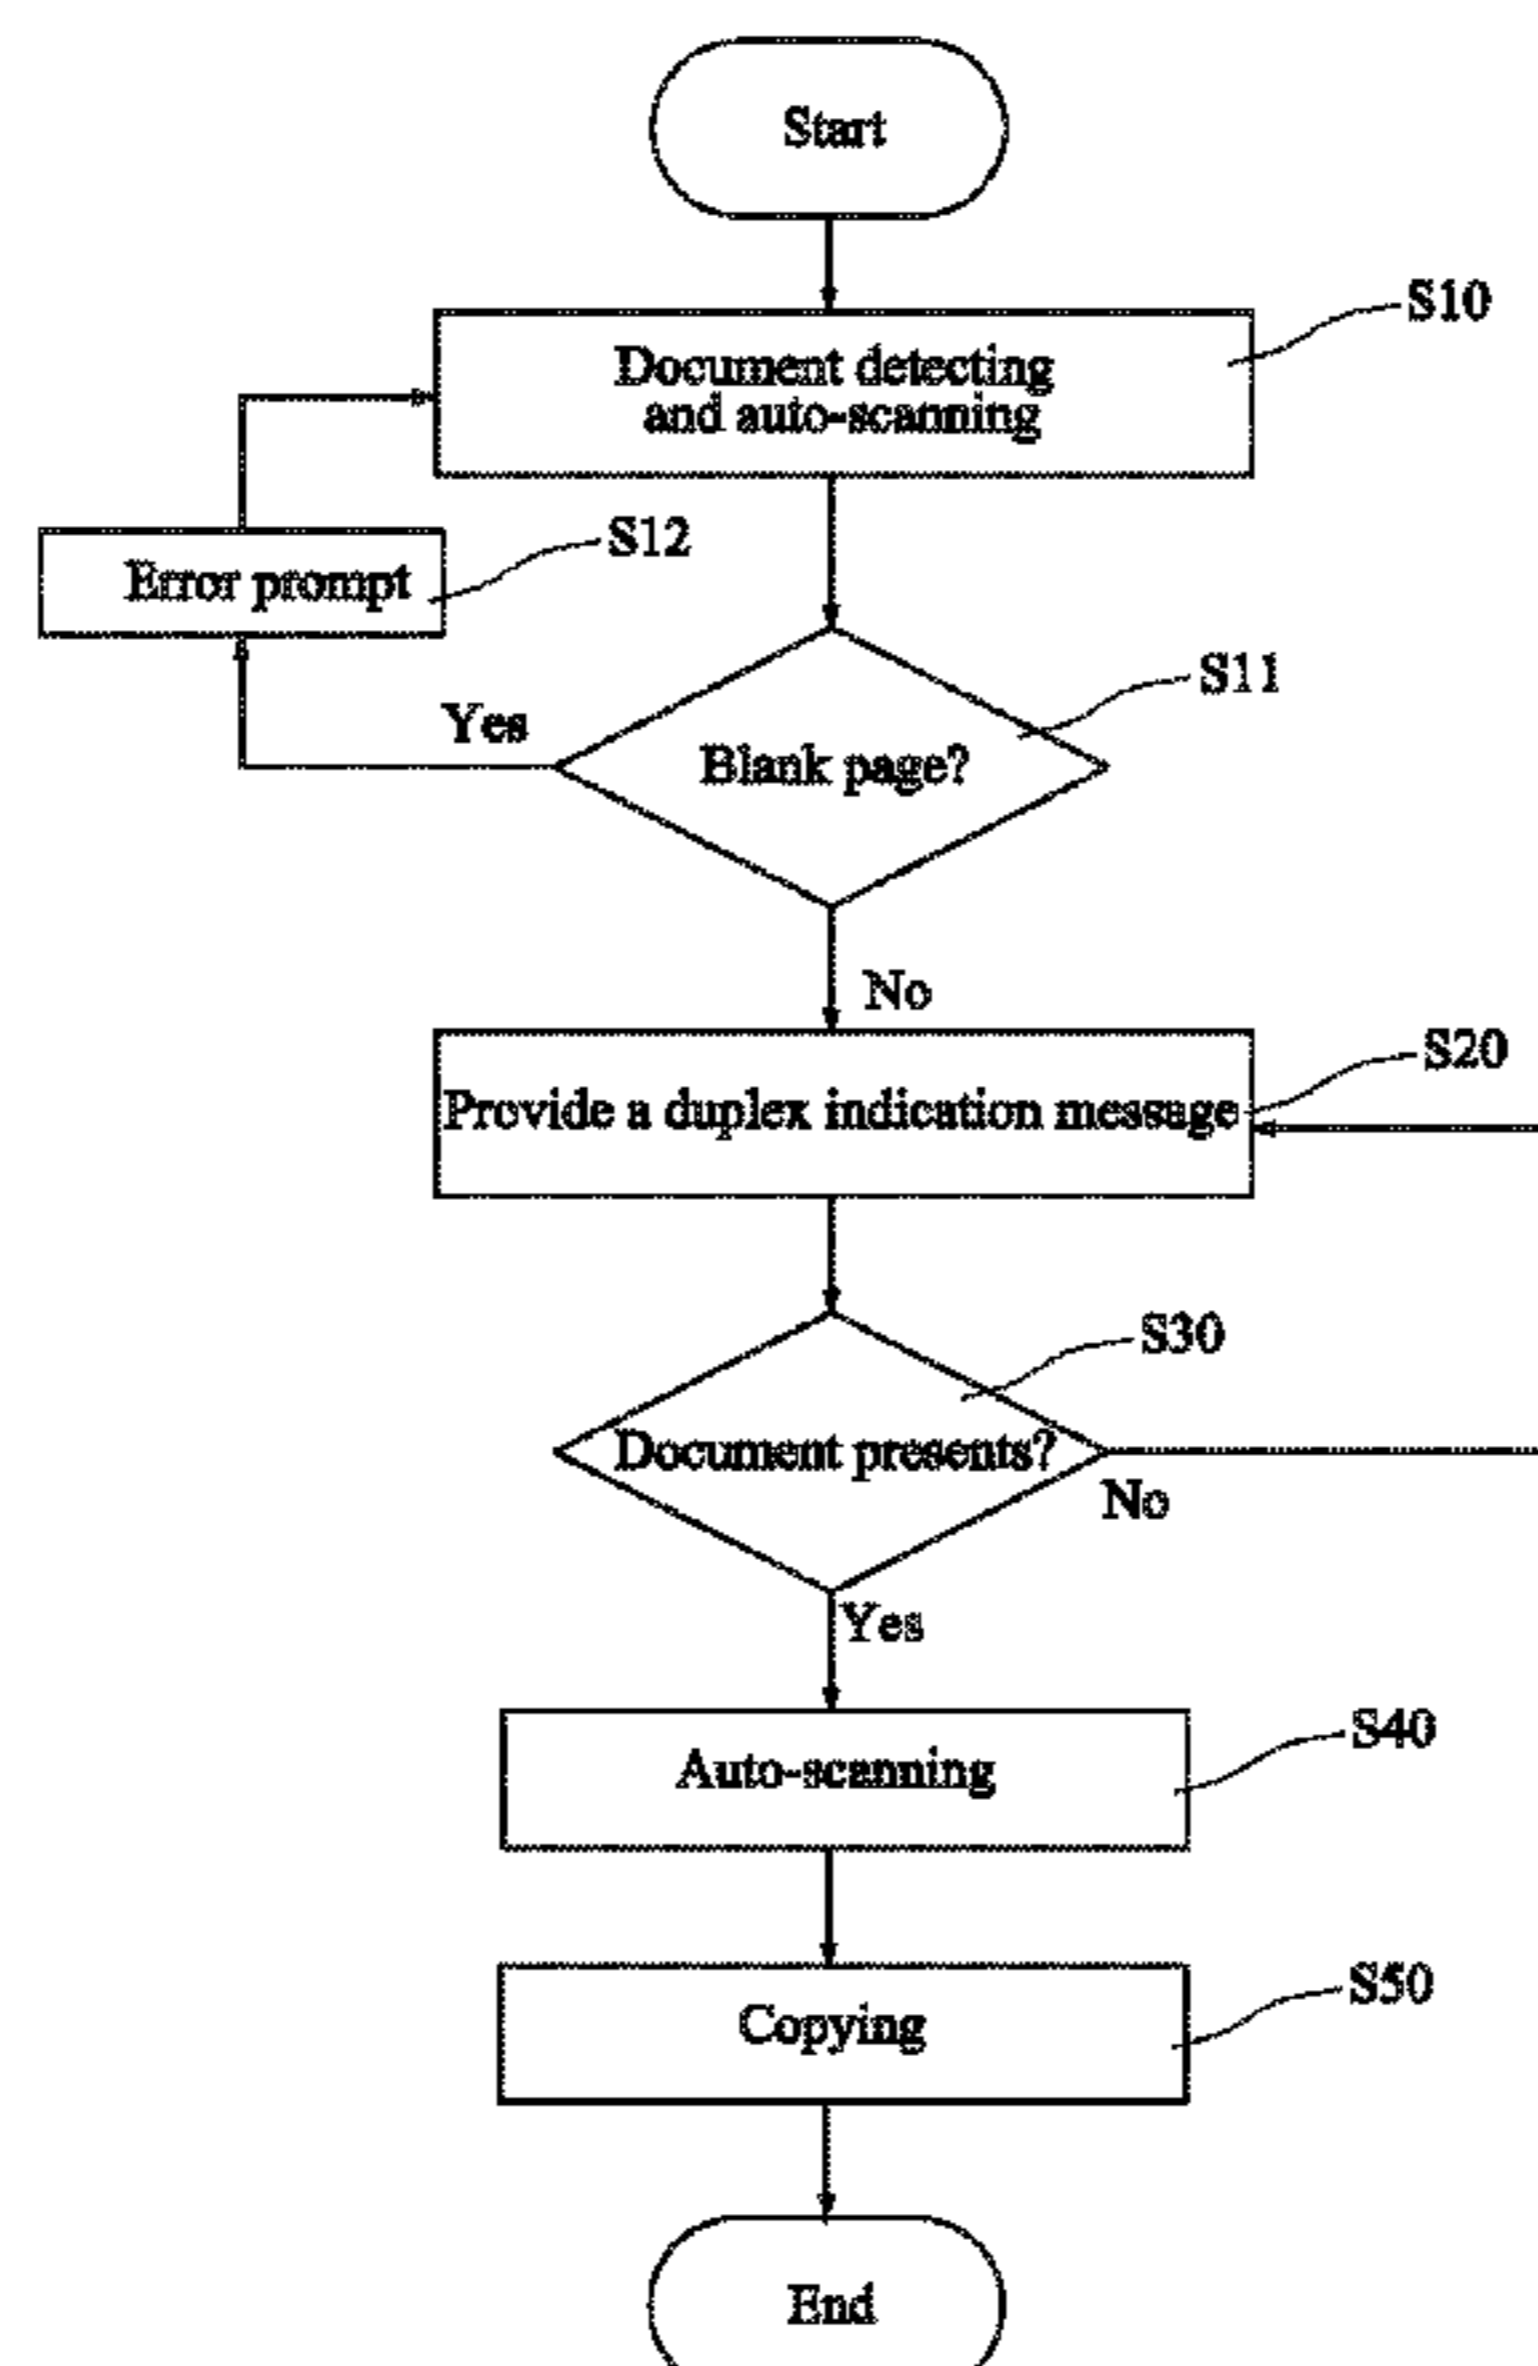 Start
S10
Document detecting
and auto-scanning
S12
Error prompt
S11
Yes
Blank page?
No
S20
Provide a duplex indication message
S30
Document presents?
No
Yes
S40
Auto-scanning
S50
Copying
End